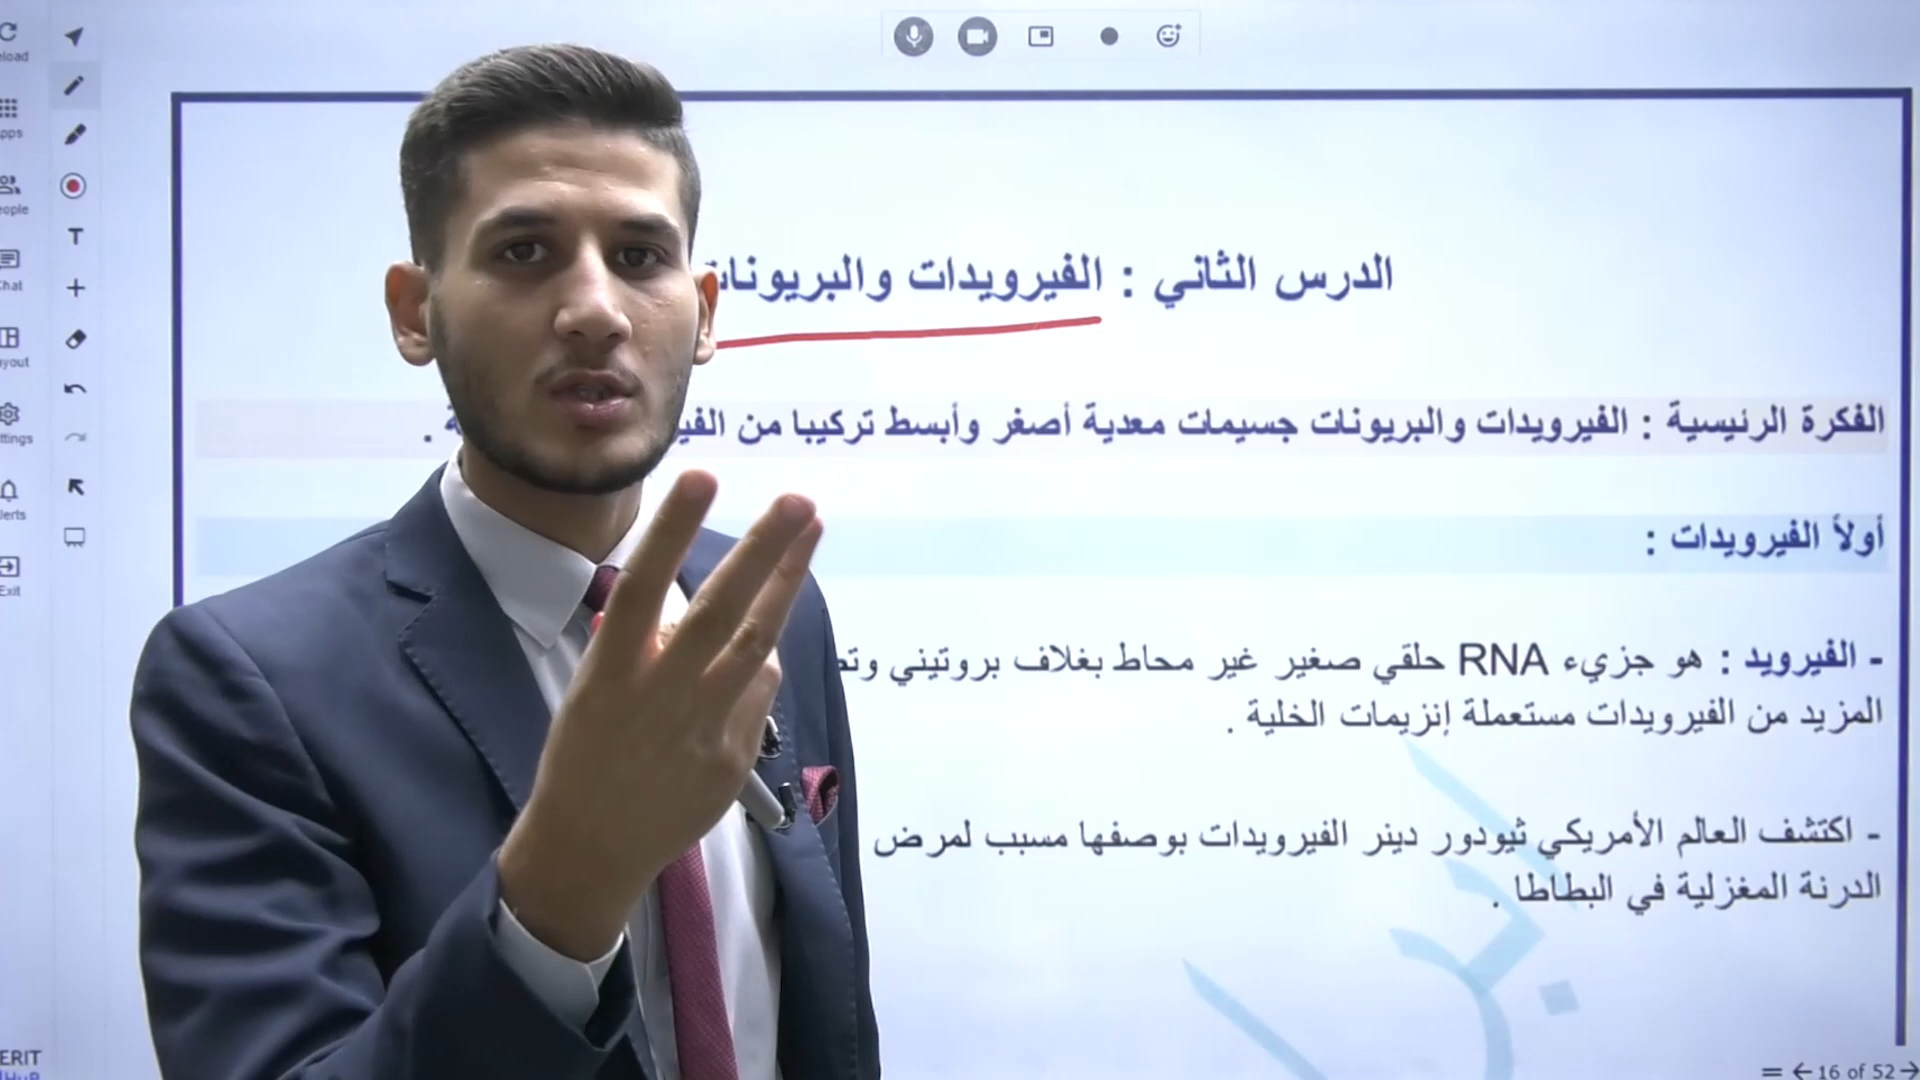 الدرس الثاني : الفيرويدات والبريونات
الفكرة الرئيسية : الفيرويدات والبريونات جسيمات معدية أصغر وأبسط تركيبا من
أولاً الفيرويدات :
- الفيرويد : هو جزيء RNA حلقي صغير غير محاط بغلاف بروتيني
المزيد من الفيرويدات مستعملة إنزيمات الخلية .
- اكتشف العالم الأمريكي ثيودور دينر الفيرويدات بوصفها مسبب لمرض
الدرنة المغزلية في البطاطا .
T
Exit
16 of 52